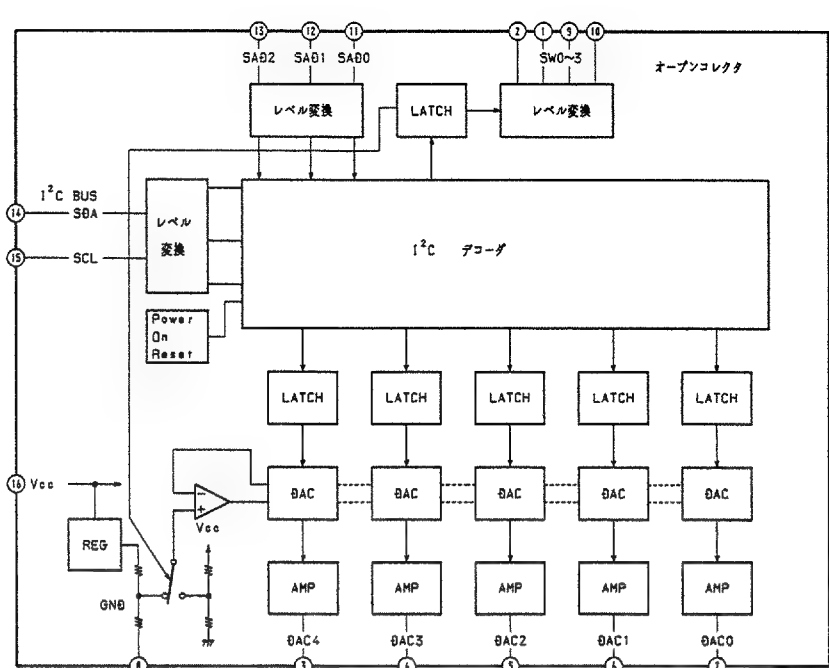 13 12 11 2 1 9 10
SAD2 SAD1 SAD0 SW0~3
オープンコレクタ
レベル変換 LATCH レベル変換
I²C BUS
14 SDA
15 SCL
レベル
変換
I²C デコーダ
Power
On
Reset
LATCH LATCH LATCH LATCH LATCH
16 Vcc
DAC DAC DAC DAC DAC
−
+
Vcc
REG
AMP AMP AMP AMP AMP
GND
DAC4 DAC3 DAC2 DAC1 DAC0
8 3 4 5 6 7